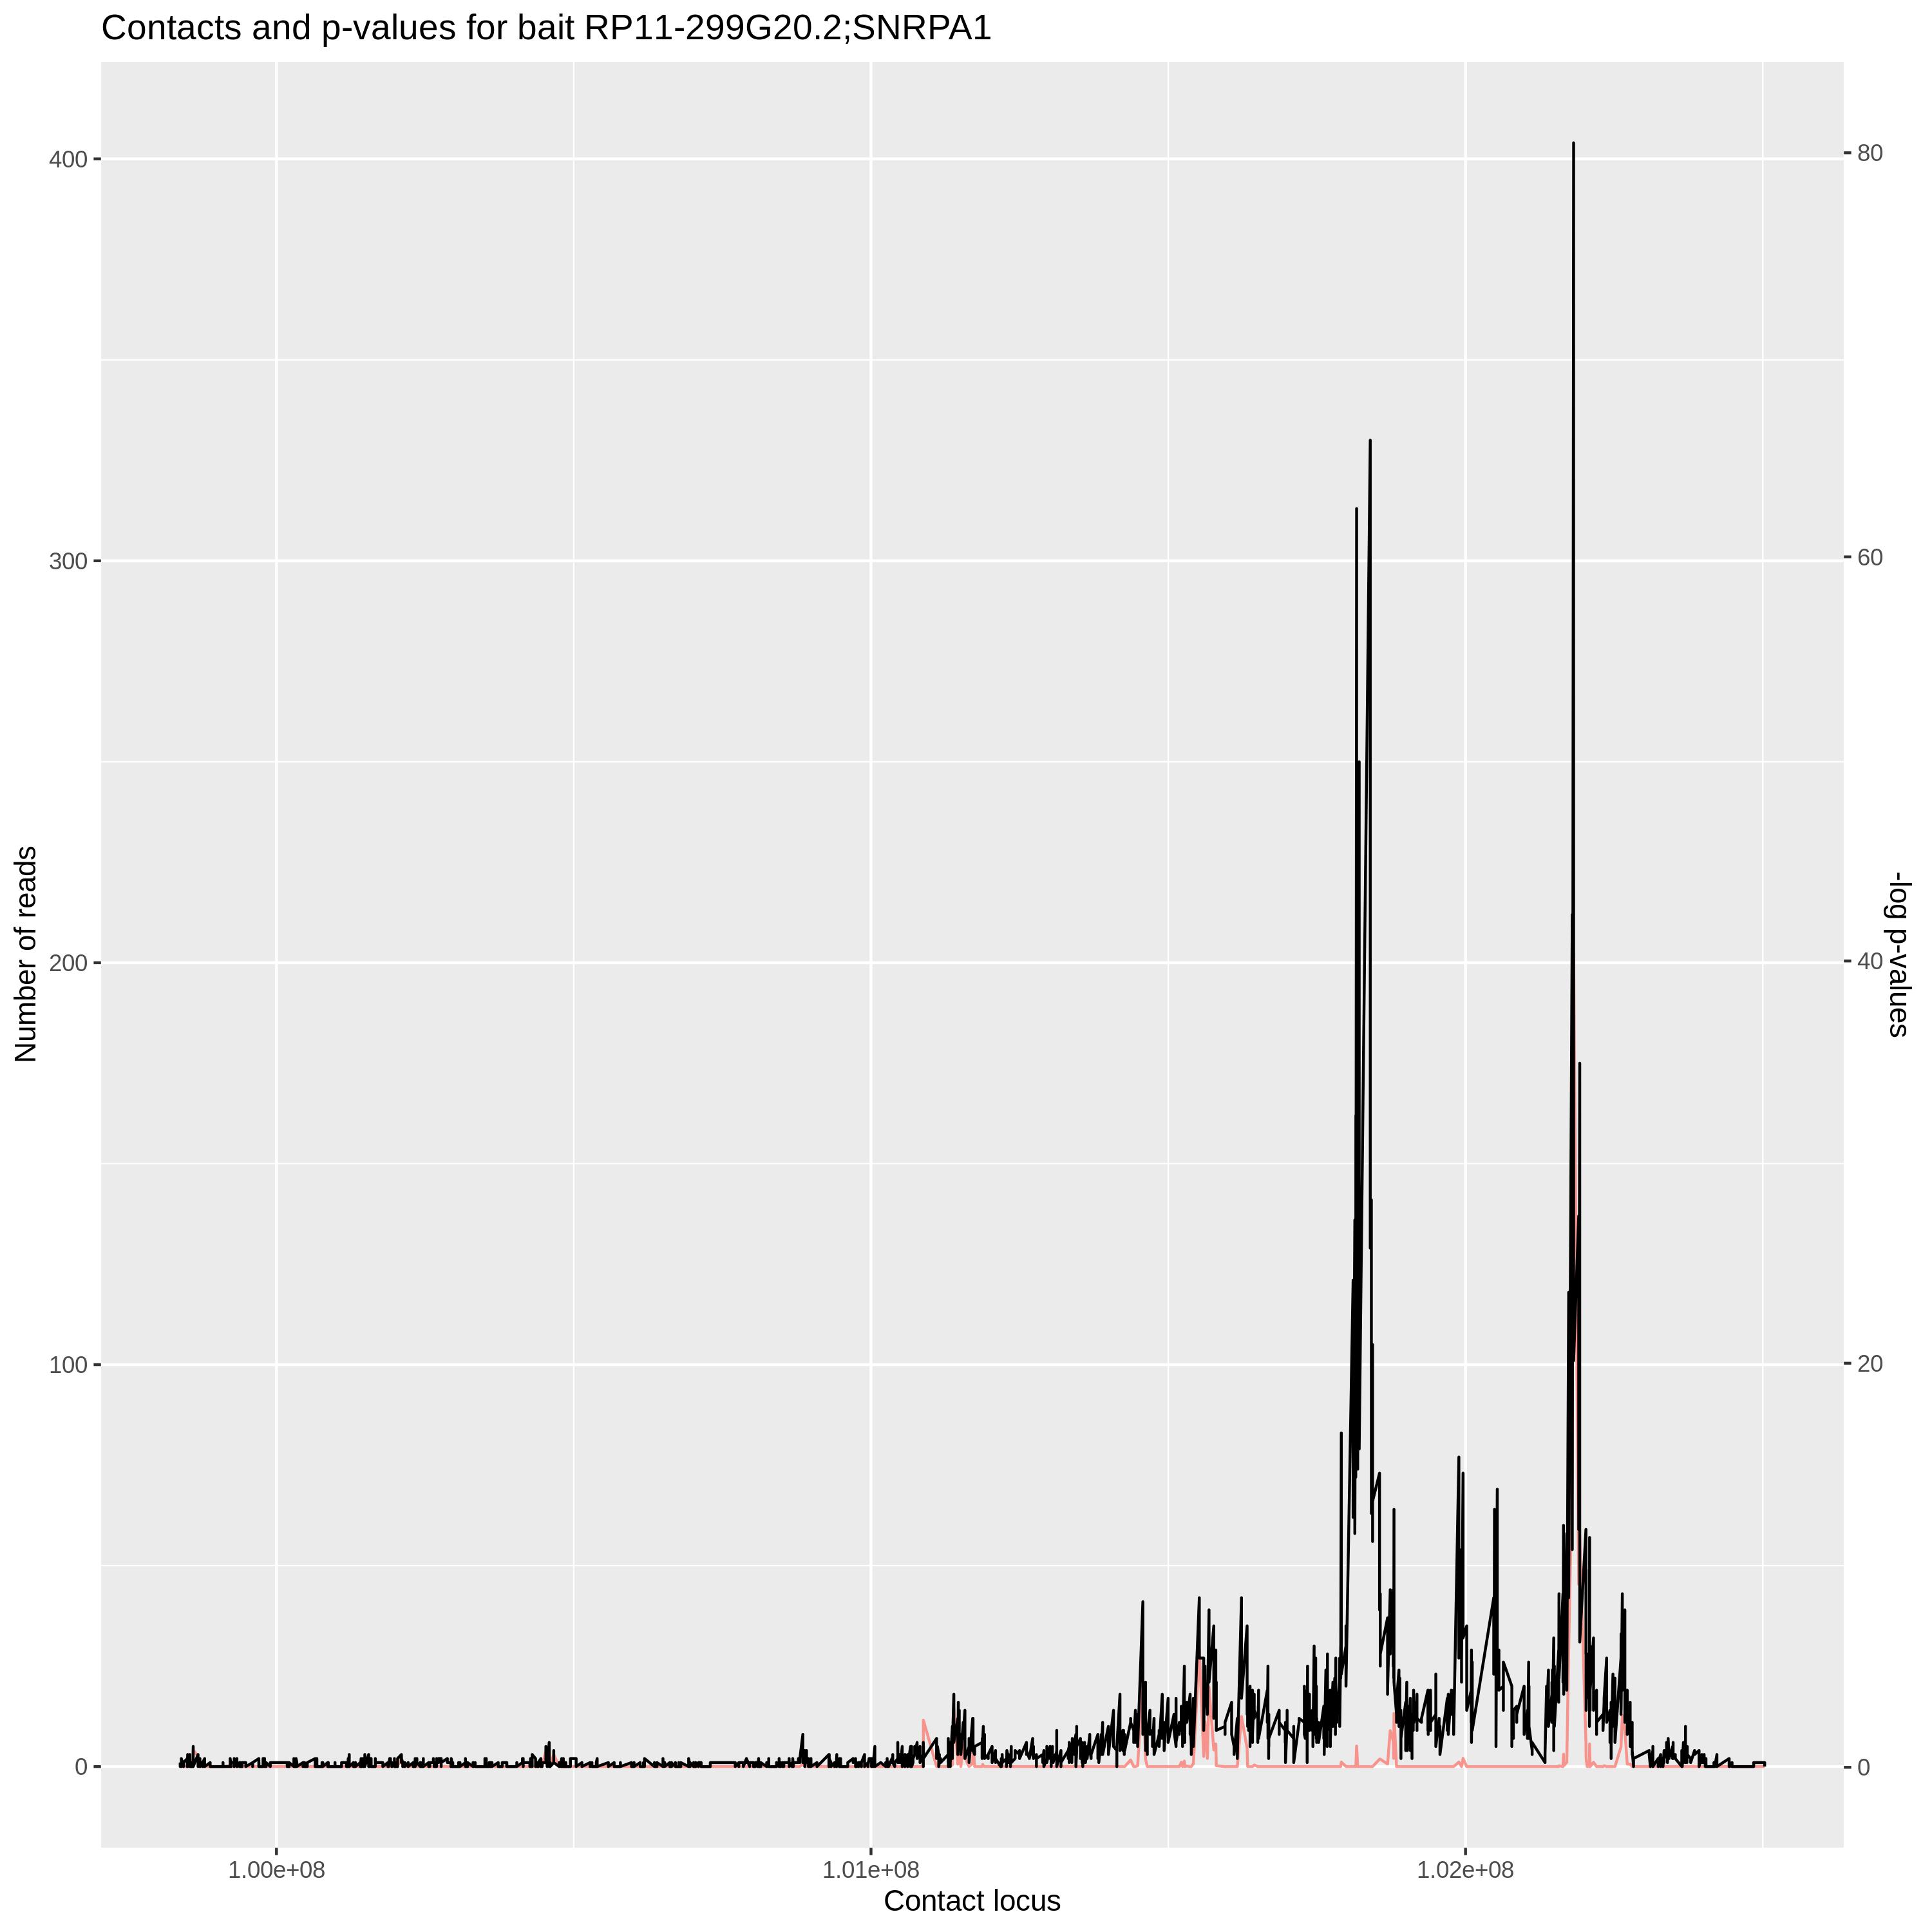 Contacts and p-values for bait RP11-299G20.2;SNRPA1
400
300
200
100
0
Number of reads
80
60
40
20
0
-log p-values
1.00e+08
1.01e+08
1.02e+08
Contact locus